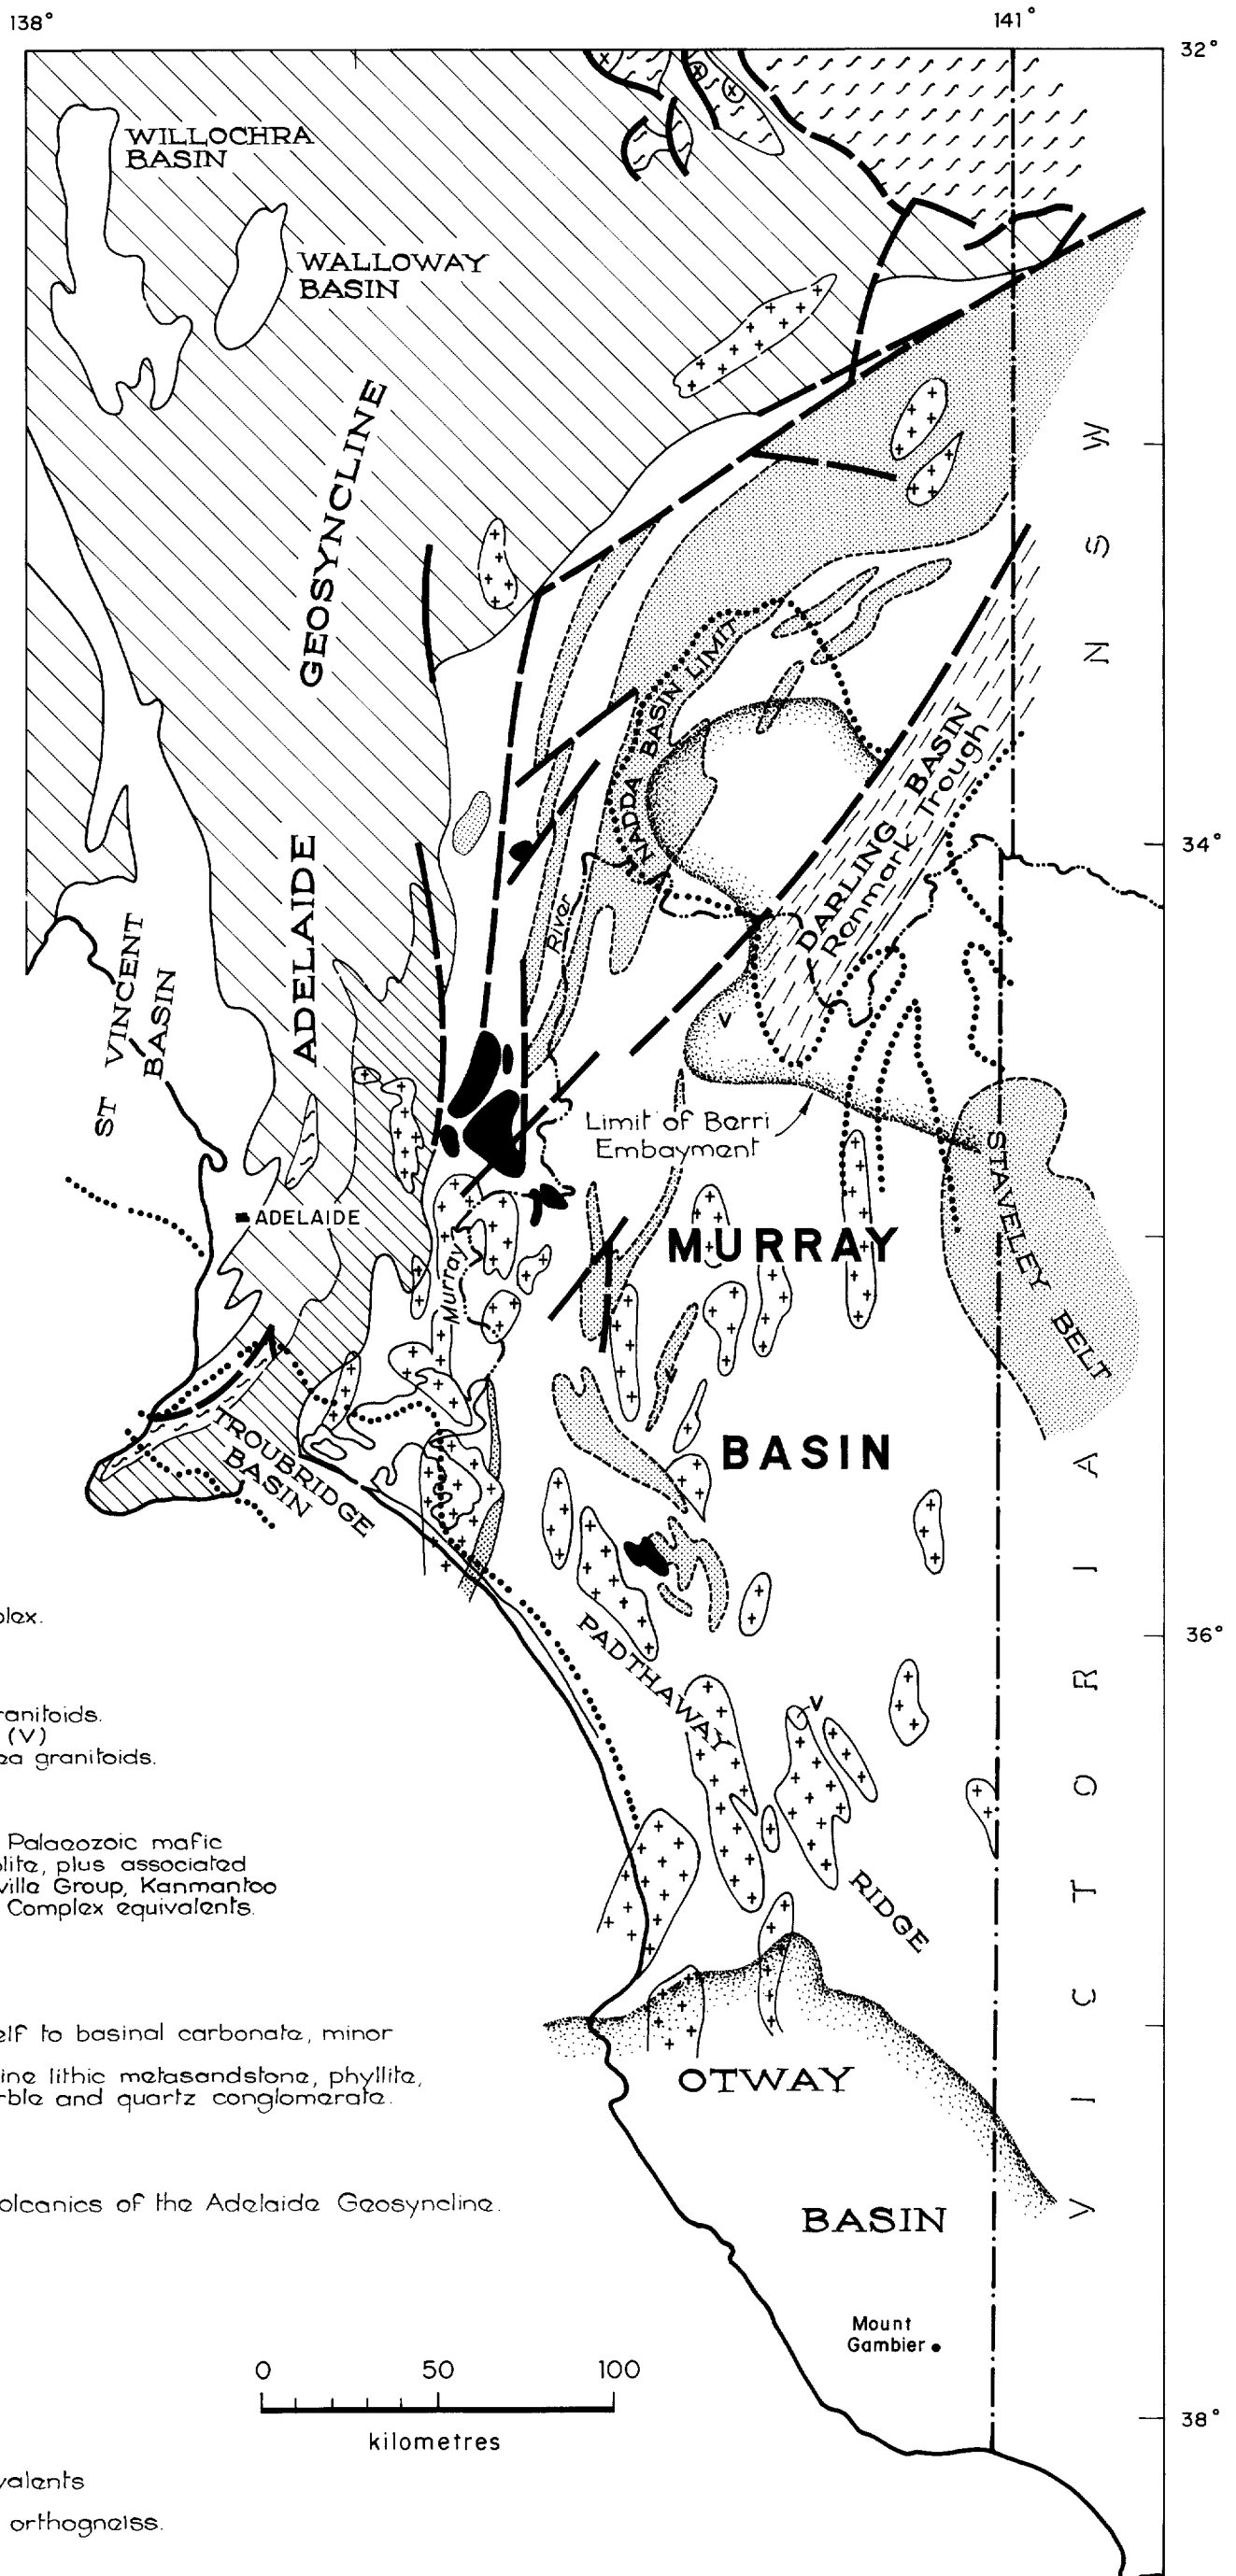 138°
141°
32°
WILLOCHRA
BASIN
WALLOWAY
BASIN
GEOSYNCLINE
ADELAIDE
N S W
NADDA BASIN LIMIT
DARLING BASIN
Renmark Trough
34°
River
ST VINCENT
BASIN
V
Limit of Berri
Embayment
STAVELEY BELT
ADELAIDE
MURRAY
Murray
V
BASIN
TROUBRIDGE
BASIN
VICTORIA
36°
PADTHAWAY
RIDGE
V
plex.
ranitoids.
(V)
ea granitoids.
Palaeozoic mafic
olite, plus associated
ville Group, Kanmantoo
Complex equivalents.
elf to basinal carbonate, minor
ine lithic metasandstone, phyllite,
rble and quartz conglomerate.
olcanics of the Adelaide Geosyncline.
OTWAY
BASIN
Mount
Gambier
0 50 100
kilometres
38°
valents
orthogneiss.